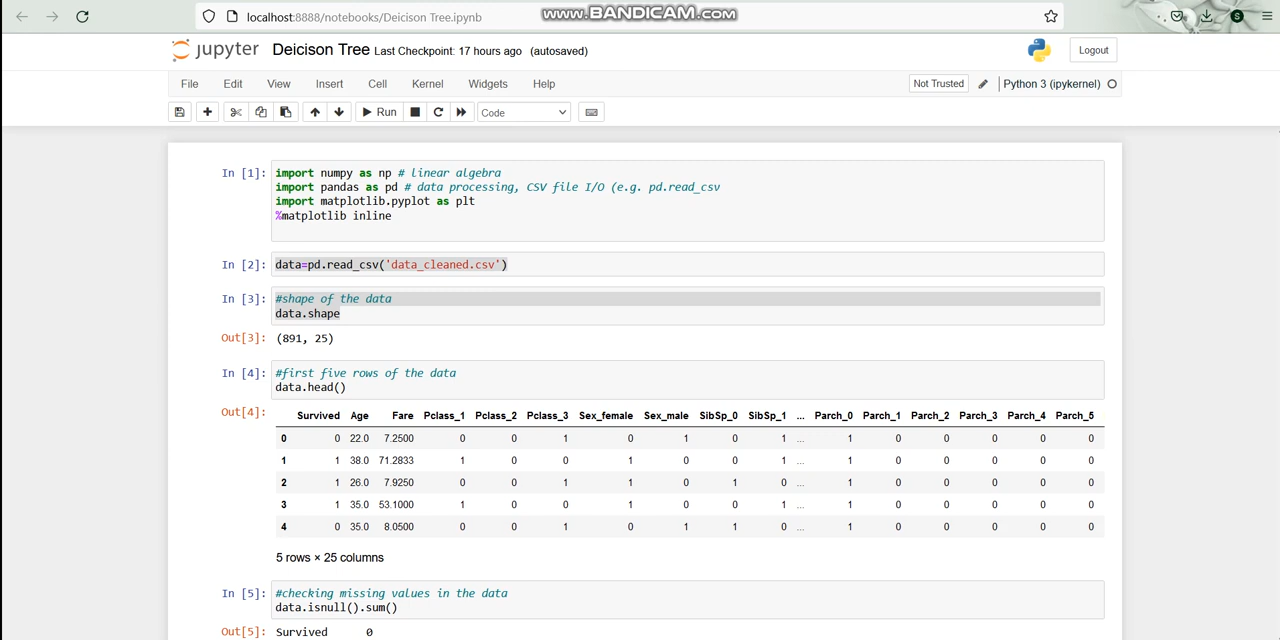 www.BANDICAM.com
localhost:8888/notebooks/Deicison Tree.ipynb
S
jupyter Deicison Tree Last Checkpoint: 17 hours ago (autosaved)
Logout
File Edit View Insert Cell Kernel Widgets Help
Not Trusted Python 3 (ipykernel)
Run Code
In [1]: import numpy as np # linear algebra
import pandas as pd # data processing, CSV file I/O (e.g. pd.read_csv
import matplotlib.pyplot as plt
%matplotlib inline
In [2]: data=pd.read_csv('data_cleaned.csv')
In [3]: #shape of the data
data.shape
Out[3]: (891, 25)
In [4]: #first five rows of the data
data.head()
Out[4]: Survived Age Fare Pclass_1 Pclass_2 Pclass_3 Sex_female Sex_male SibSp_0 SibSp_1 ... Parch_0 Parch_1 Parch_2 Parch_3 Parch_4 Parch_5
0 0 22.0 7.2500 0 0 1 0 1 0 1 ... 1 0 0 0 0 0
1 1 38.0 71.2833 1 0 0 1 0 0 1 ... 1 0 0 0 0 0
2 1 26.0 7.9250 0 0 1 1 0 1 0 ... 1 0 0 0 0 0
3 1 35.0 53.1000 1 0 0 1 0 0 1 ... 1 0 0 0 0 0
4 0 35.0 8.0500 0 0 1 0 1 1 0 ... 1 0 0 0 0 0
5 rows × 25 columns
In [5]: #checking missing values in the data
data.isnull().sum()
Out[5]: Survived 0